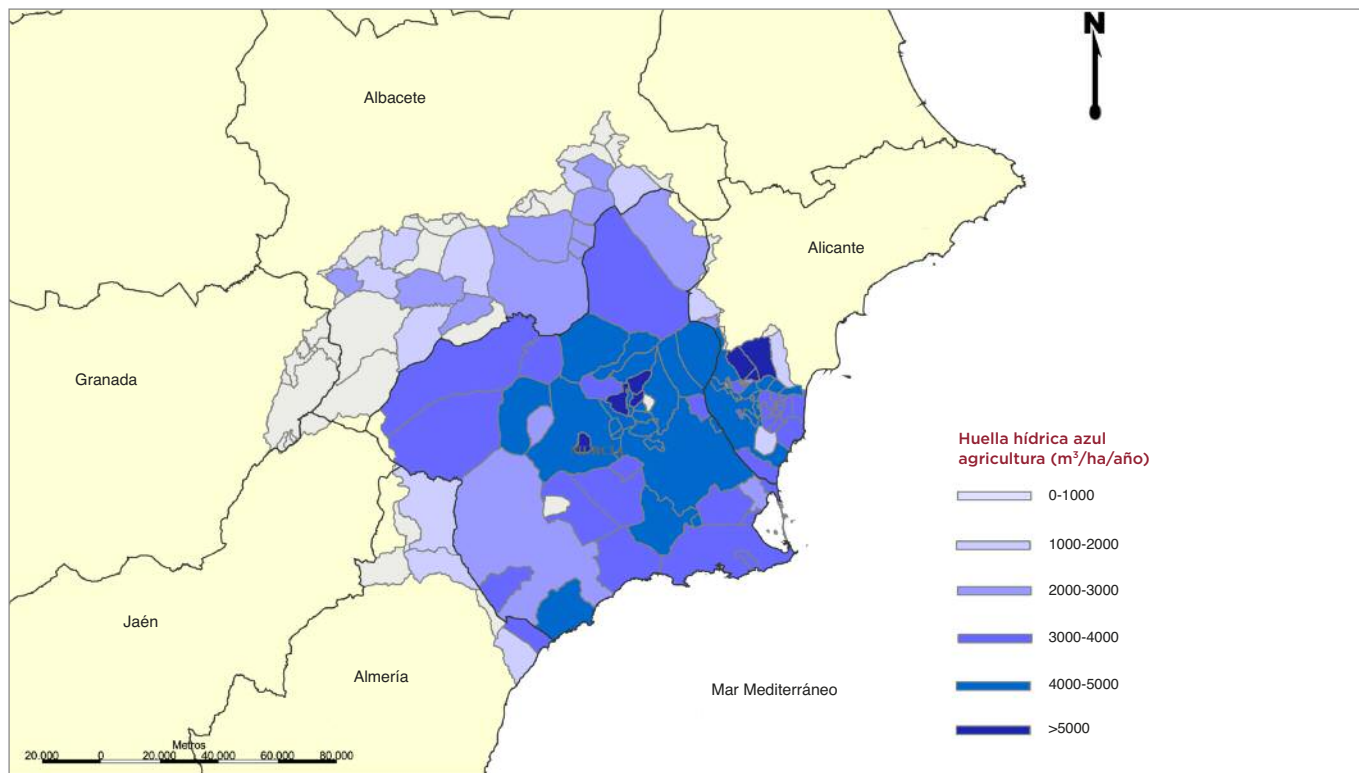 N
Albacete
Alicante
Granada
MURCIA
Huella hídrica azul
agricultura (m³/ha/año)
0-1000
1000-2000
2000-3000
3000-4000
4000-5000
>5000
Jaén
Almería
Mar Mediterráneo
Metros
20.000 0 20.000 40.000 60.000 80.000